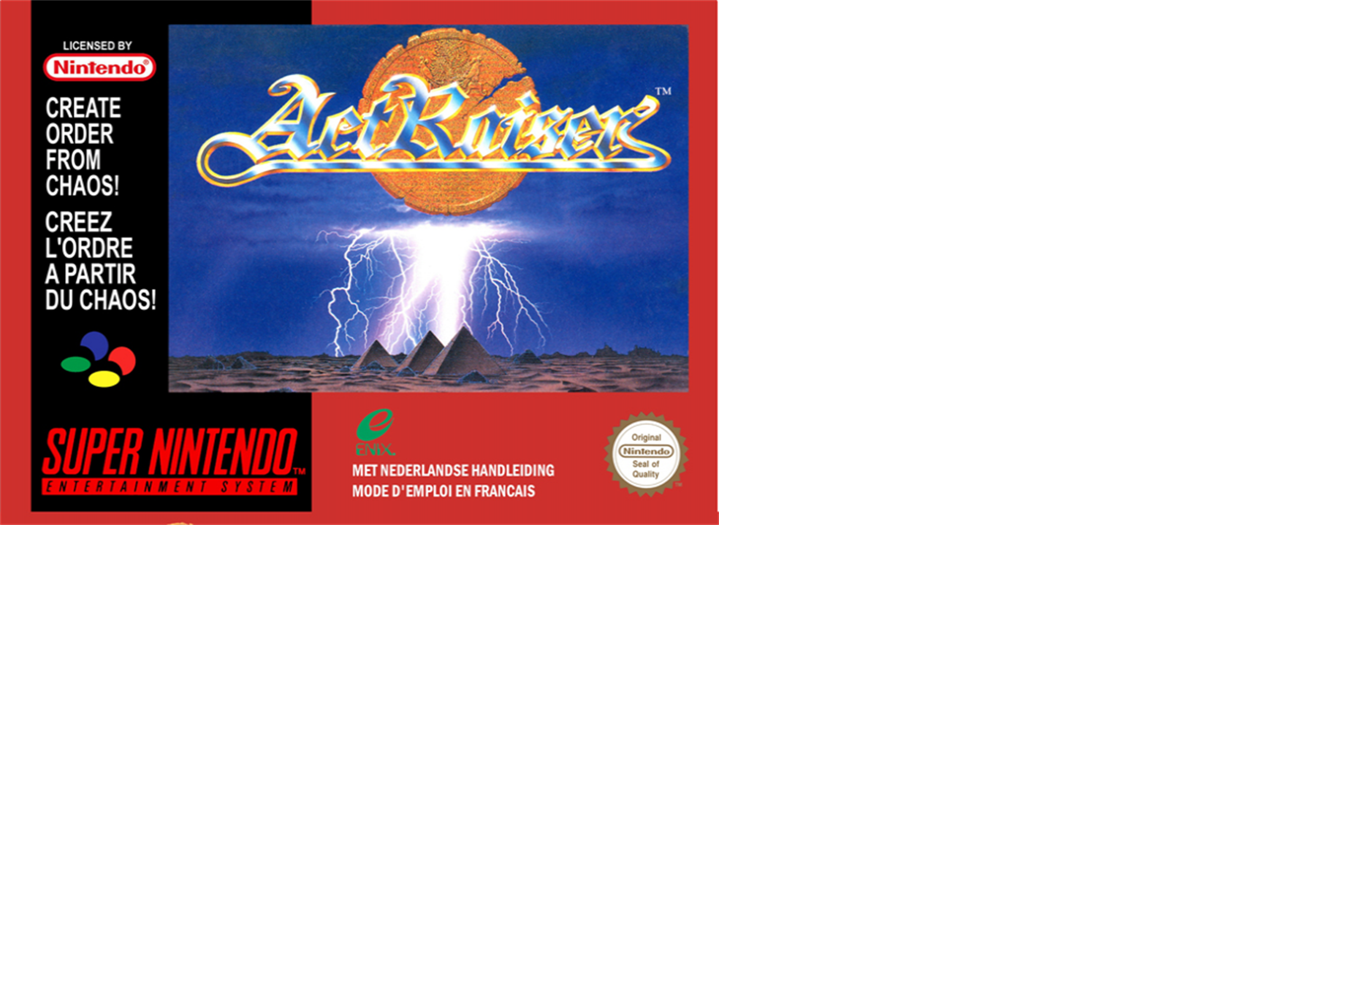 LICENSED BY
Nintendo®
CREATE
ORDER
FROM
CHAOS!
CREEZ
L'ORDRE
A PARTIR
DU CHAOS!
ActRaiser™
SUPER NINTENDO™
ENTERTAINMENT SYSTEM
ENIX.
MET NEDERLANDSE HANDLEIDING
MODE D'EMPLOI EN FRANCAIS
Original
Nintendo
Seal of
Quality